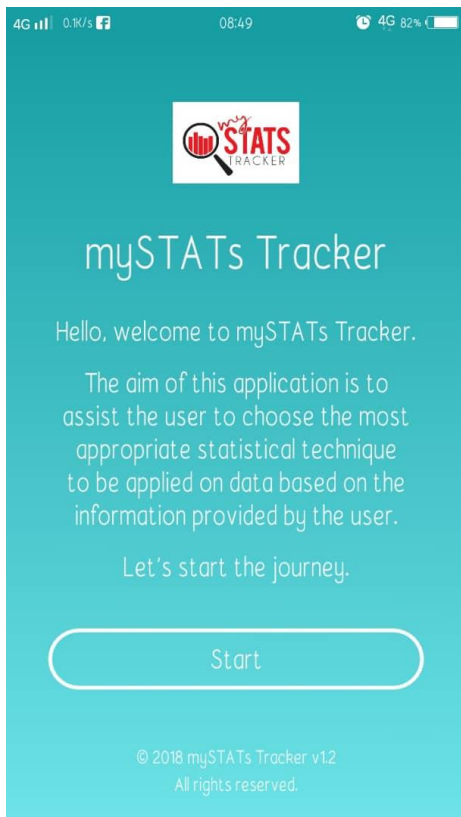 4G 0.1K/s 08:49 4G 82%
my
STATS
TRACKER
mySTATs Tracker
Hello, welcome to mySTATs Tracker.
The aim of this application is to
assist the user to choose the most
appropriate statistical technique
to be applied on data based on the
information provided by the user.
Let's start the journey.
Start
© 2018 mySTATs Tracker v1.2
All rights reserved.